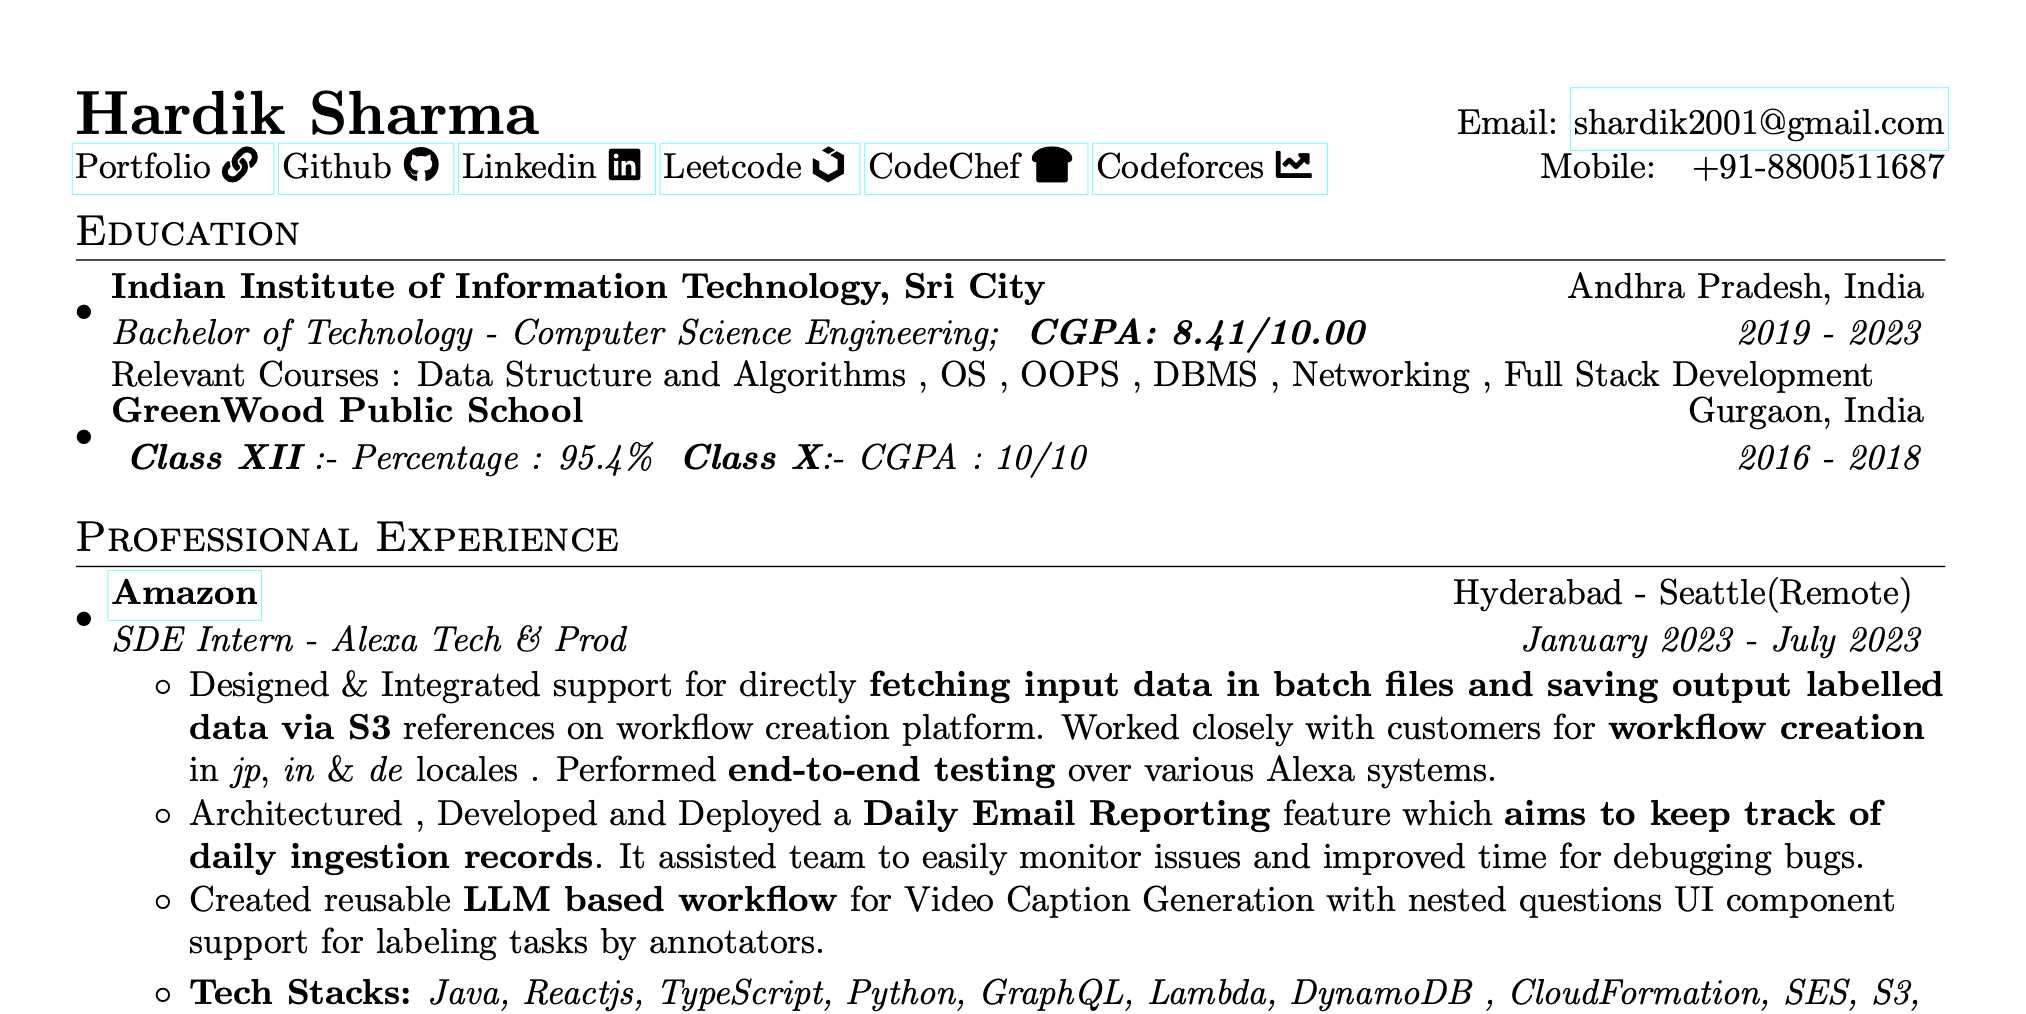 Hardik Sharma Email: shardik2001@gmail.com
Portfolio Github Linkedin Leetcode CodeChef Codeforces Mobile: +91-8800511687
Education
Indian Institute of Information Technology, Sri City Andhra Pradesh, India
Bachelor of Technology - Computer Science Engineering; CGPA: 8.41/10.00 2019 - 2023
Relevant Courses : Data Structure and Algorithms , OS , OOPS , DBMS , Networking , Full Stack Development
GreenWood Public School Gurgaon, India
Class XII :- Percentage : 95.4% Class X:- CGPA : 10/10 2016 - 2018
Professional Experience
Amazon Hyderabad - Seattle(Remote)
SDE Intern - Alexa Tech & Prod January 2023 - July 2023
Designed & Integrated support for directly fetching input data in batch files and saving output labelled
data via S3 references on workflow creation platform. Worked closely with customers for workflow creation
in jp, in & de locales . Performed end-to-end testing over various Alexa systems.
Architectured , Developed and Deployed a Daily Email Reporting feature which aims to keep track of
daily ingestion records. It assisted team to easily monitor issues and improved time for debugging bugs.
Created reusable LLM based workflow for Video Caption Generation with nested questions UI component
support for labeling tasks by annotators.
Tech Stacks: Java, Reactjs, TypeScript, Python, GraphQL, Lambda, DynamoDB , CloudFormation, SES, S3,